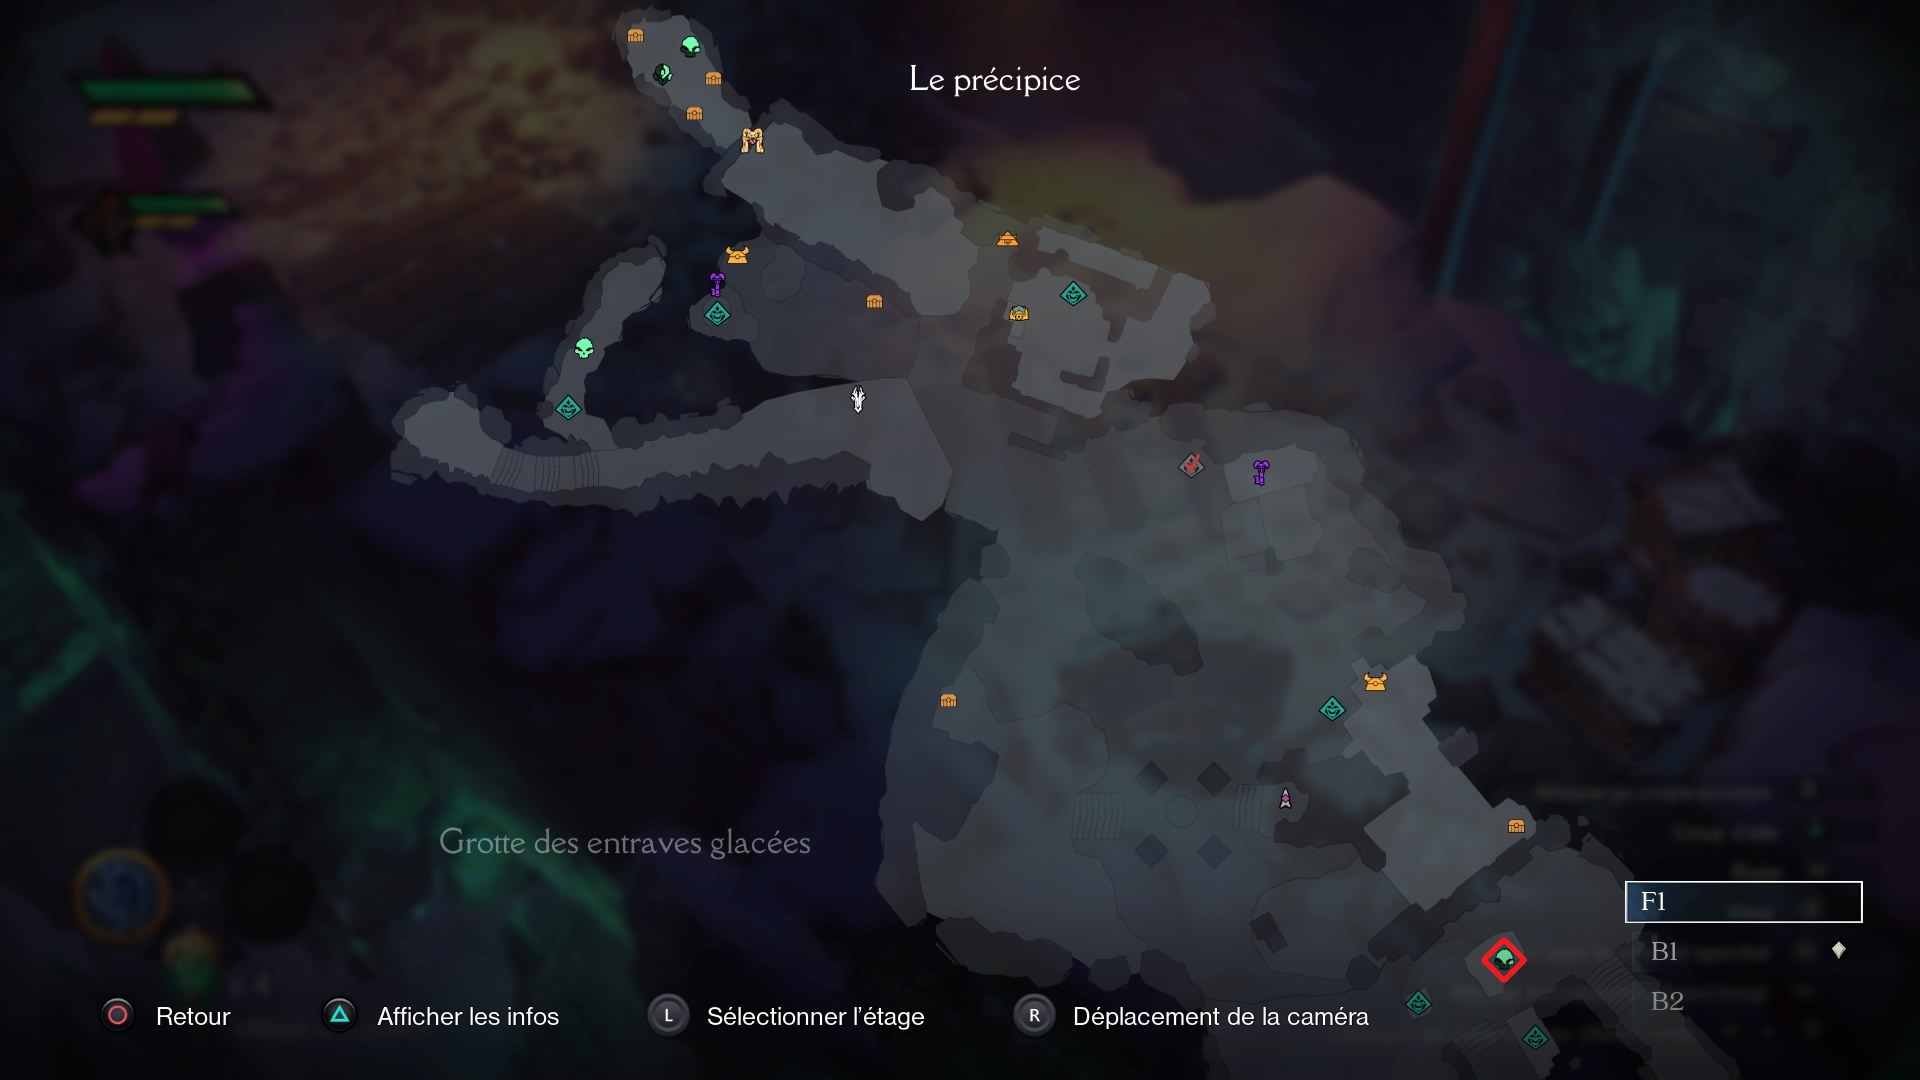 Le précipice
Grotte des entraves glacées
F1
B1
B2
Retour
Afficher les infos
L
Sélectionner l'étage
R
Déplacement de la caméra